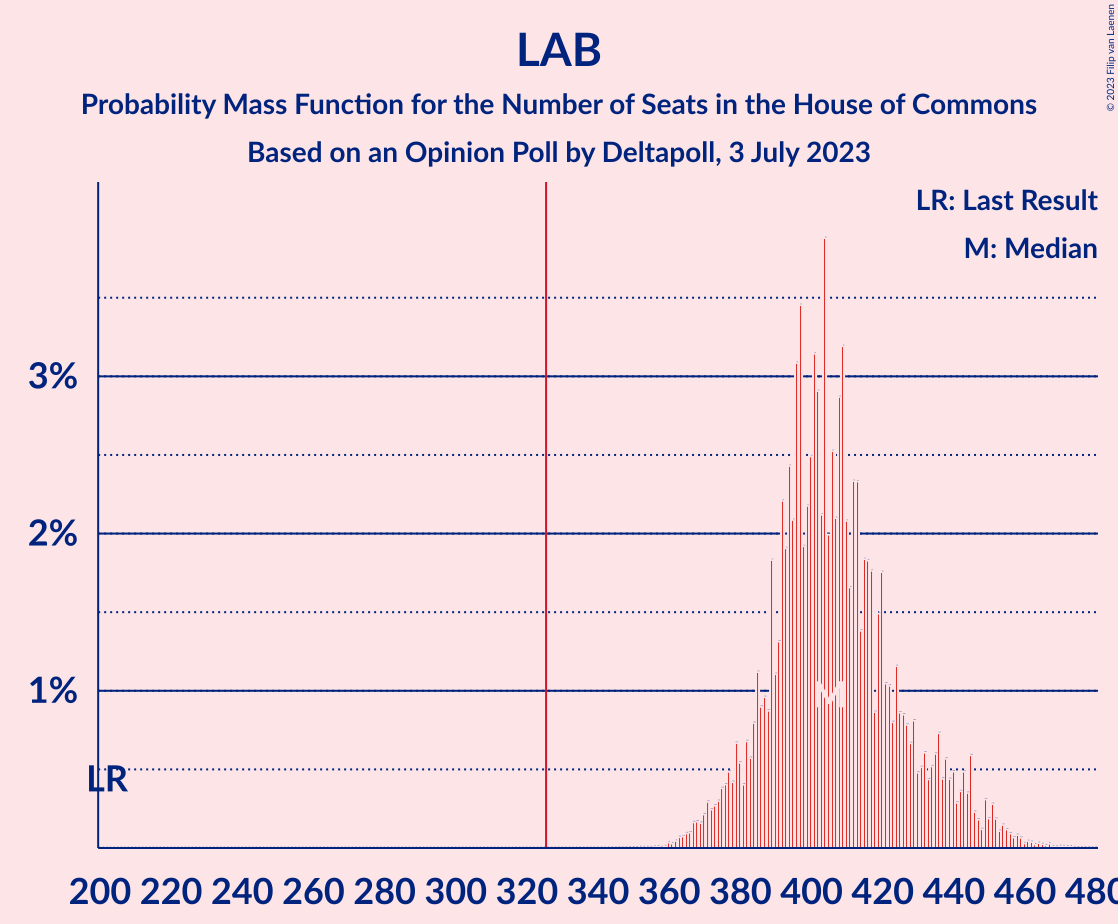 LAB
Probability Mass Function for the Number of Seats in the House of Commons
Based on an Opinion Poll by Deltapoll, 3 July 2023
© 2023 Filip van Laenen
LR: Last Result
M: Median
3%
2%
1%
LR
M
200 220 240 260 280 300 320 340 360 380 400 420 440 460 480